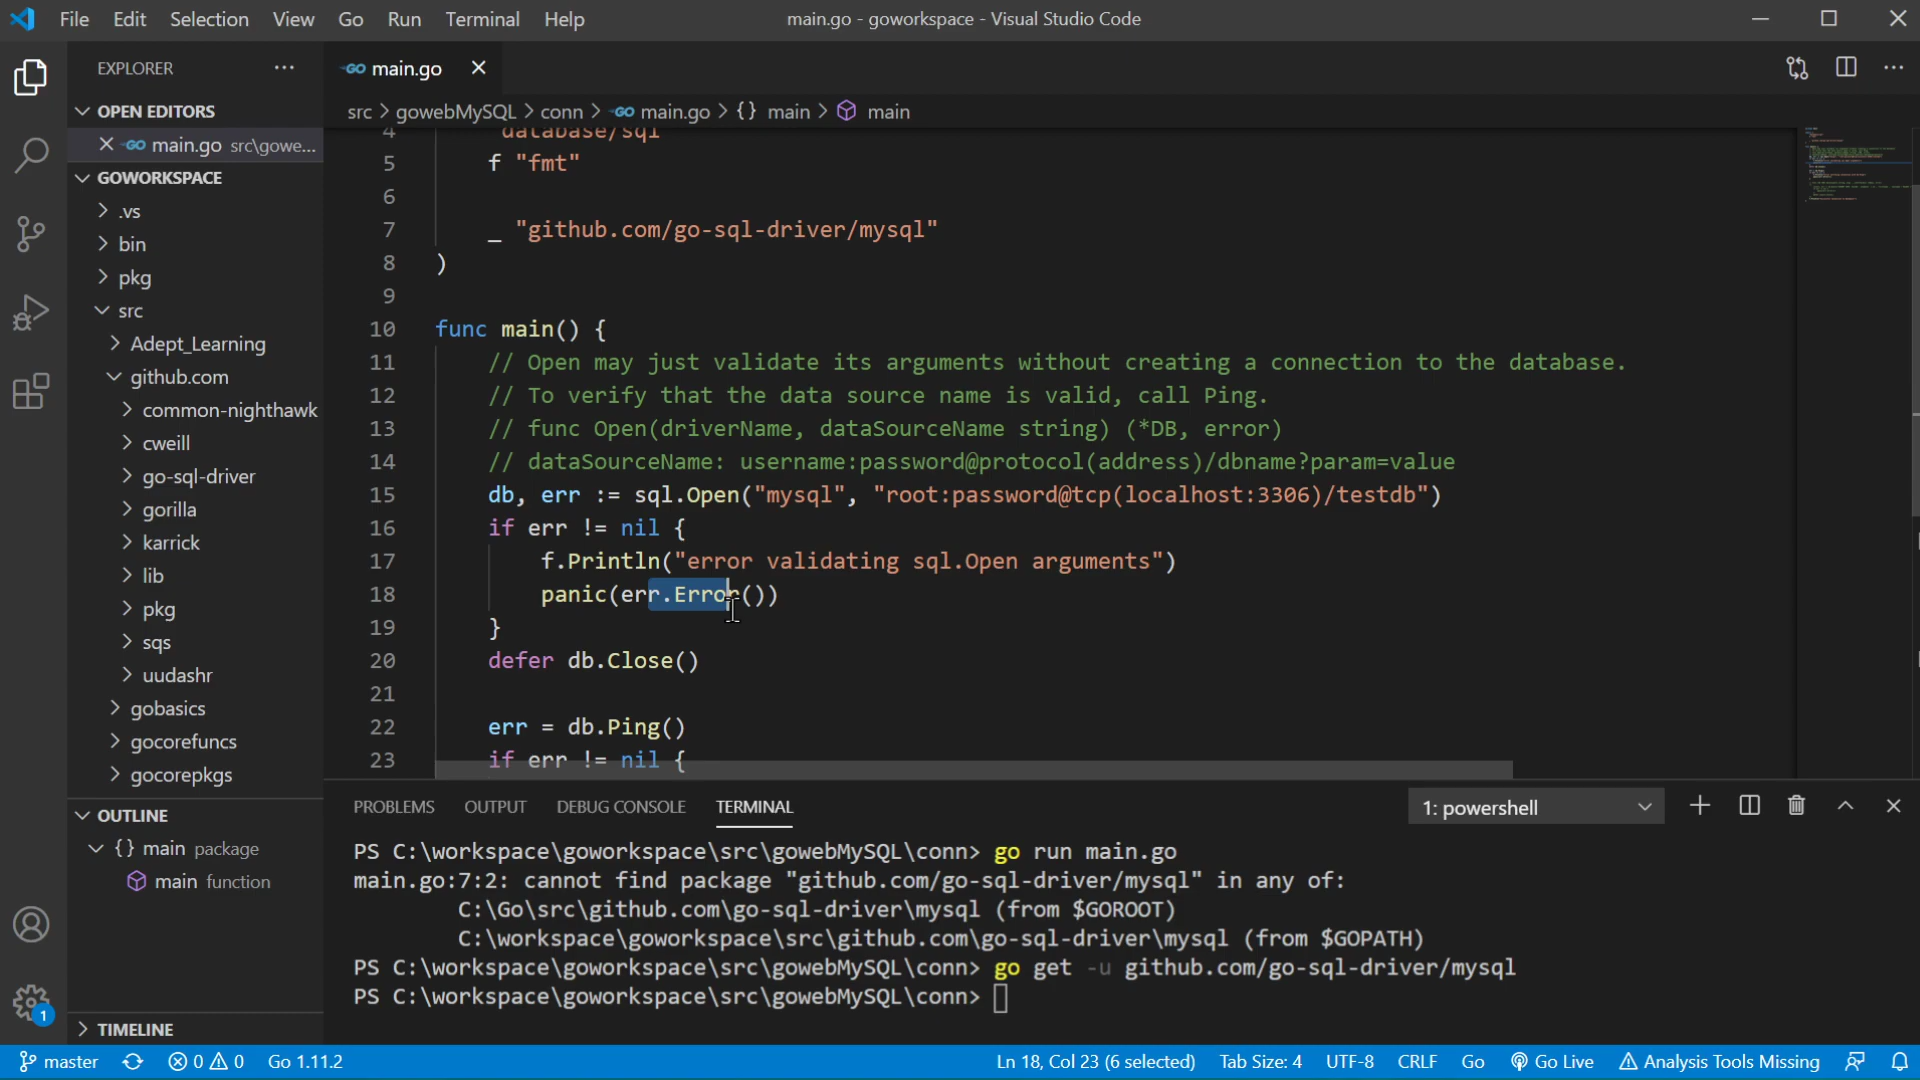 File Edit Selection View Go Run Terminal Help
main.go - goworkspace - Visual Studio Code
EXPLORER
OPEN EDITORS
main.go src\gowe...
GOWORKSPACE
.vs
bin
pkg
src
Adept_Learning
github.com
common-nighthawk
cweill
go-sql-driver
gorilla
karrick
lib
pkg
sqs
uudashr
gobasics
gocorefuncs
gocorepkgs
OUTLINE
{} main package
main function
TIMELINE
GO main.go
src > gowebMySQL > conn > GO main.go > {} main > main
4 database/sql
5 f "fmt"
6
7 _ "github.com/go-sql-driver/mysql"
8 )
9
10 func main() {
11 // Open may just validate its arguments without creating a connection to the database.
12 // To verify that the data source name is valid, call Ping.
13 // func Open(driverName, dataSourceName string) (*DB, error)
14 // dataSourceName: username:password@protocol(address)/dbname?param=value
15 db, err := sql.Open("mysql", "root:password@tcp(localhost:3306)/testdb")
16 if err != nil {
17 f.Println("error validating sql.Open arguments")
18 panic(err.Error())
19 }
20 defer db.Close()
21
22 err = db.Ping()
23 if err != nil {
PROBLEMS OUTPUT DEBUG CONSOLE TERMINAL
1: powershell
PS C:\workspace\goworkspace\src\gowebMySQL\conn> go run main.go
main.go:7:2: cannot find package "github.com/go-sql-driver/mysql" in any of:
C:\Go\src\github.com\go-sql-driver\mysql (from $GOROOT)
C:\workspace\goworkspace\src\github.com\go-sql-driver\mysql (from $GOPATH)
PS C:\workspace\goworkspace\src\gowebMySQL\conn> go get -u github.com/go-sql-driver/mysql
PS C:\workspace\goworkspace\src\gowebMySQL\conn>
1
master 0 0 Go 1.11.2
Ln 18, Col 23 (6 selected) Tab Size: 4 UTF-8 CRLF Go Go Live Analysis Tools Missing